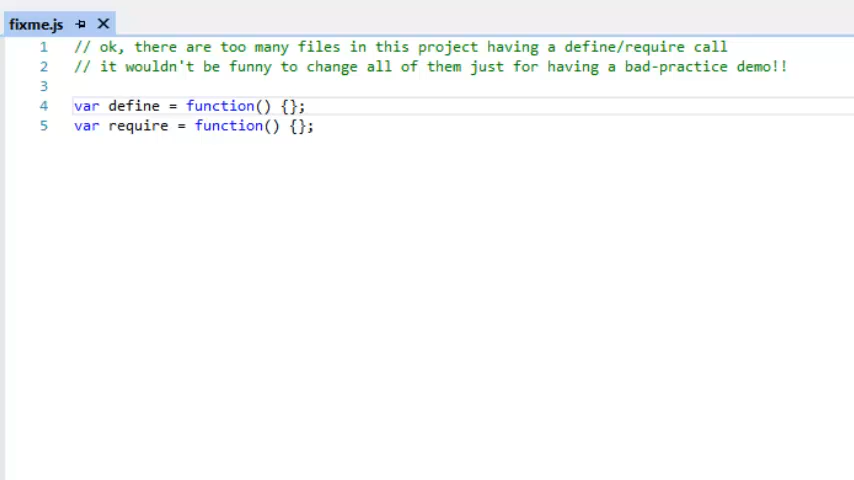 fixme.js
1 // ok, there are too many files in this project having a define/require call
2 // it wouldn't be funny to change all of them just for having a bad-practice demo!!
3
4 var define = function() {};
5 var require = function() {};